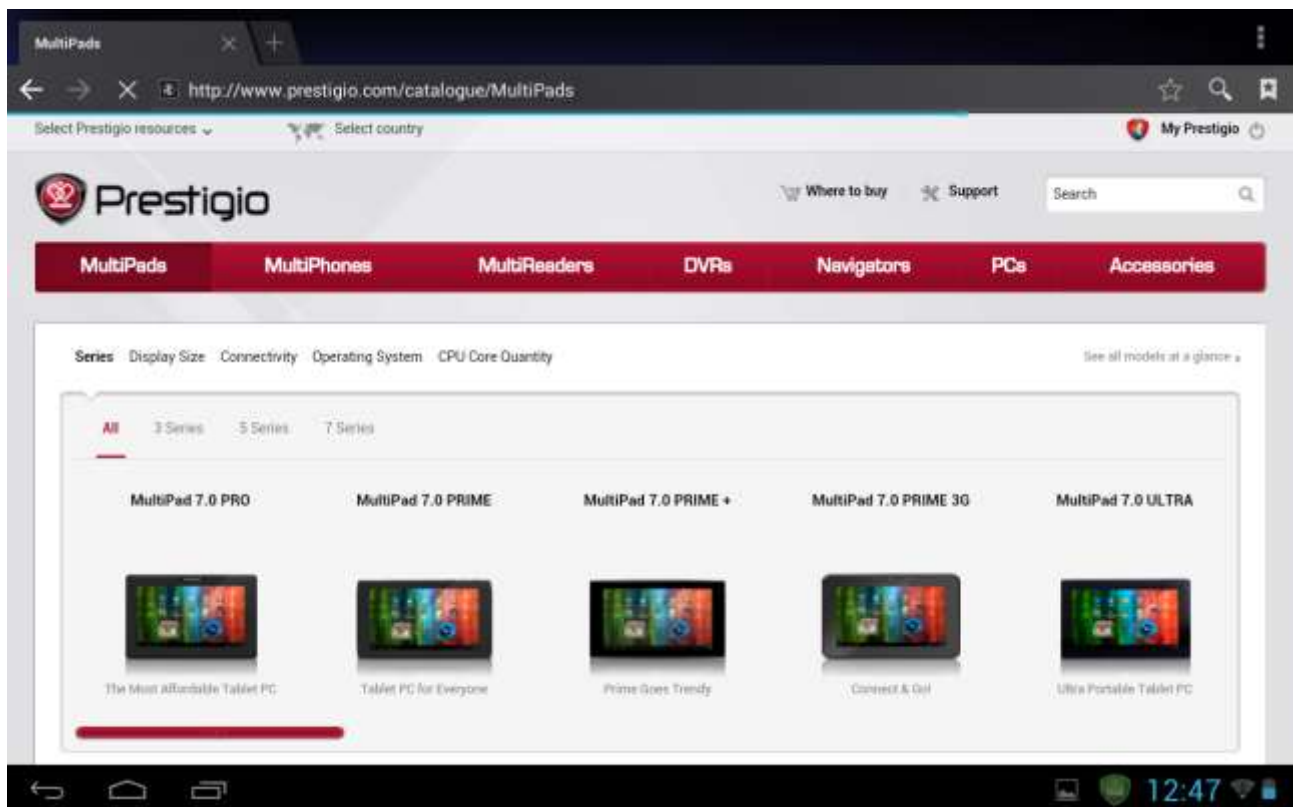 MultiPads
http://www.prestigio.com/catalogue/MultiPads
Select Prestigio resources Select country My Prestigio
Prestigio Where to buy Support Search
MultiPads MultiPhones MultiReaders DVRs Navigators PCs Accessories
Series Display Size Connectivity Operating System CPU Core Quantity See all models at a glance
All 3 Series 5 Series 7 Series
MultiPad 7.0 PRO MultiPad 7.0 PRIME MultiPad 7.0 PRIME + MultiPad 7.0 PRIME 3G MultiPad 7.0 ULTRA
The Most Affordable Tablet PC Tablet PC for Everyone Prime Goes Trendy Connect & Go! Ultra Portable Tablet PC
12:47